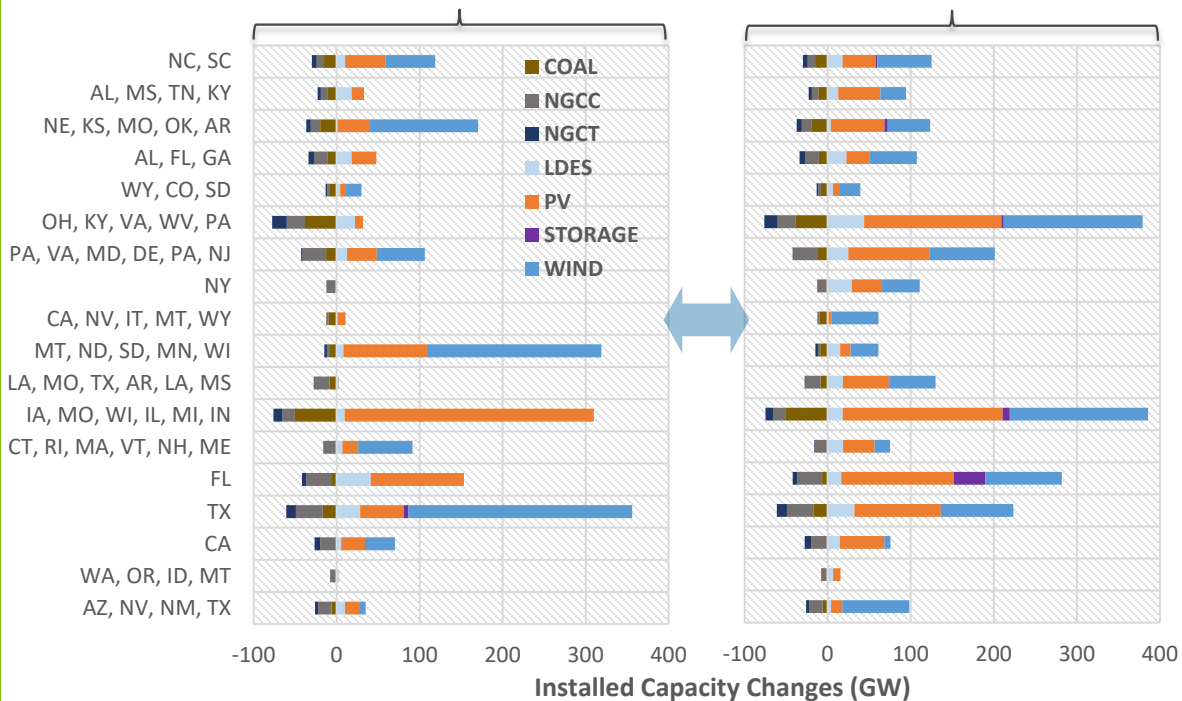 NC, SC
AL, MS, TN, KY
NE, KS, MO, OK, AR
AL, FL, GA
WY, CO, SD
OH, KY, VA, WV, PA
PA, VA, MD, DE, PA, NJ
NY
CA, NV, IT, MT, WY
MT, ND, SD, MN, WI
LA, MO, TX, AR, LA, MS
IA, MO, WI, IL, MI, IN
CT, RI, MA, VT, NH, ME
FL
TX
CA
WA, OR, ID, MT
AZ, NV, NM, TX
COAL
NGCC
NGCT
LDES
PV
STORAGE
WIND
-100 0 100 200 300 400
-100 0 100 200 300 400
Installed Capacity Changes (GW)